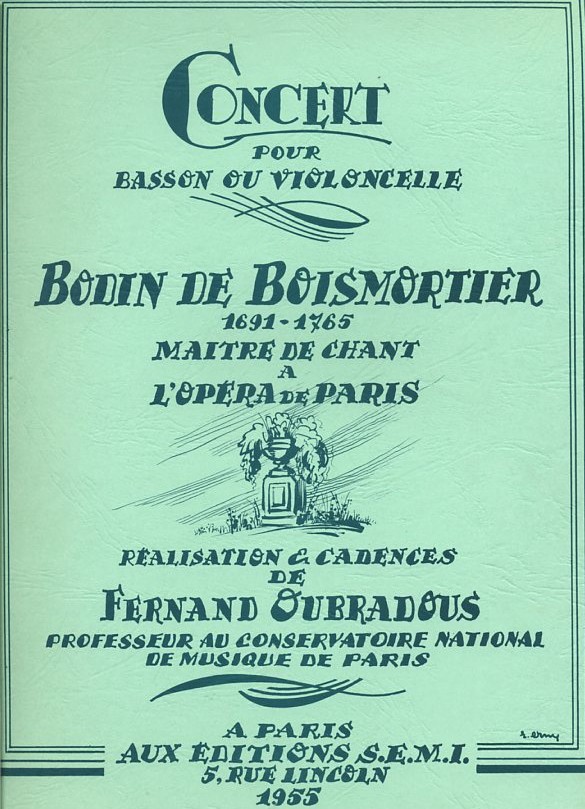 CONCERT
POUR
BASSON OU VIOLONCELLE
BODIN DE BOISMORTIER
1691-1765
MAITRE DE CHANT
A
L'OPÉRA DE PARIS
RÉALISATION & CADENCES
DE
FERNAND OUBRADOUS
PROFESSEUR AU CONSERVATOIRE NATIONAL
DE MUSIQUE DE PARIS
A PARIS
AUX ÉDITIONS S.E.M.I.
5, RUE LINCOLN
1955